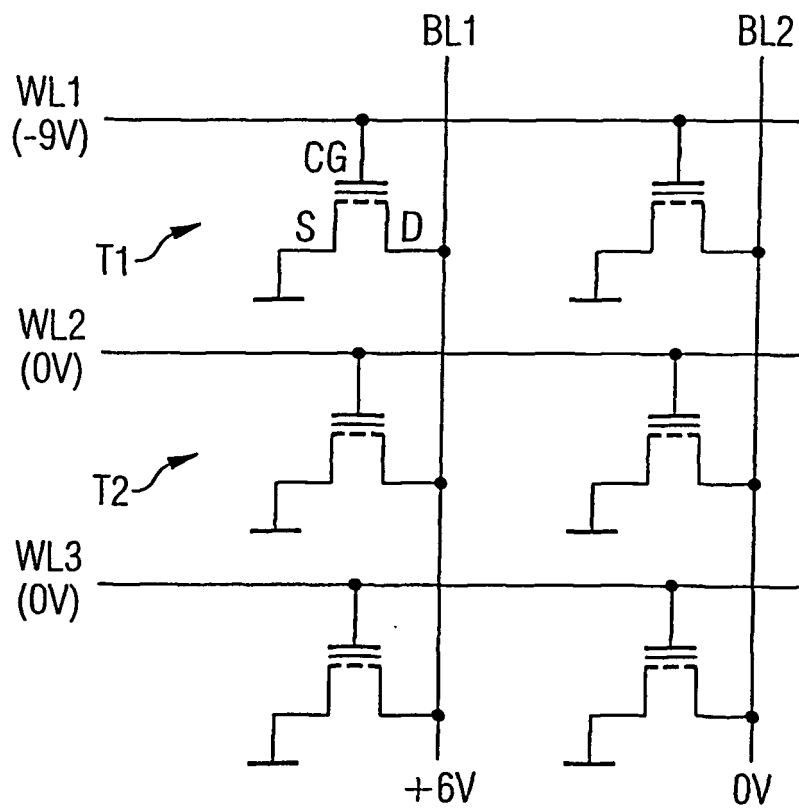 BL1 BL2
WL1
(-9V)
CG
S D
T1
WL2
(0V)
T2
WL3
(0V)
+6V 0V